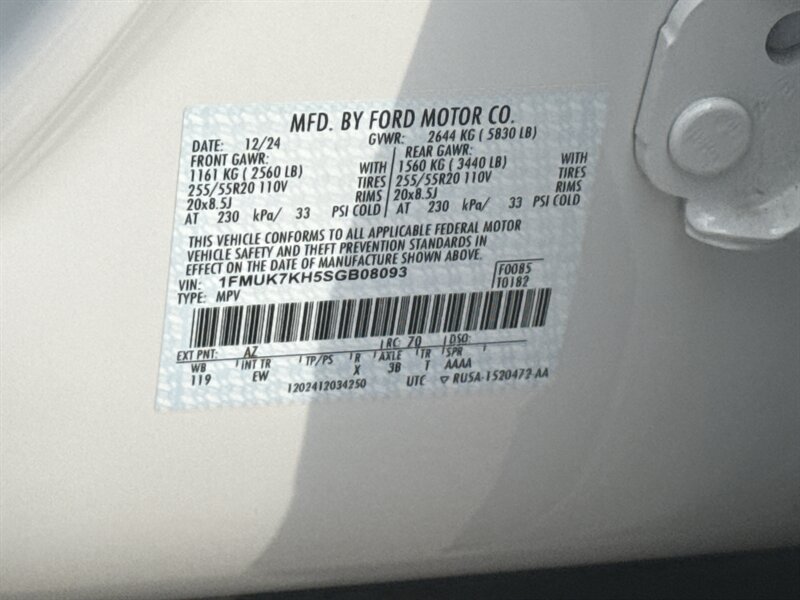 MFD. BY FORD MOTOR CO.
DATE: 12/24 GVWR: 2644 KG ( 5830 LB)
FRONT GAWR: REAR GAWR:
1161 KG ( 2560 LB) WITH 1560 KG ( 3440 LB) WITH
255/55R20 110V TIRES 255/55R20 110V TIRES
20x8.5J RIMS 20x8.5J RIMS
AT 230 kPa/ 33 PSI COLD AT 230 kPa/ 33 PSI COLD
THIS VEHICLE CONFORMS TO ALL APPLICABLE FEDERAL MOTOR
VEHICLE SAFETY AND THEFT PREVENTION STANDARDS IN
EFFECT ON THE DATE OF MANUFACTURE SHOWN ABOVE.
VIN: 1FMUK7KH5SGB08093 F0085
TYPE: MPV T0182
EXT PNT: AZ RC: 70 DSO:
WB INT TR TP/PS R AXLE TR SPR
119 EW X 3B T AAAA
1202412034250 UTC ▽ RU5A-1520472-AA